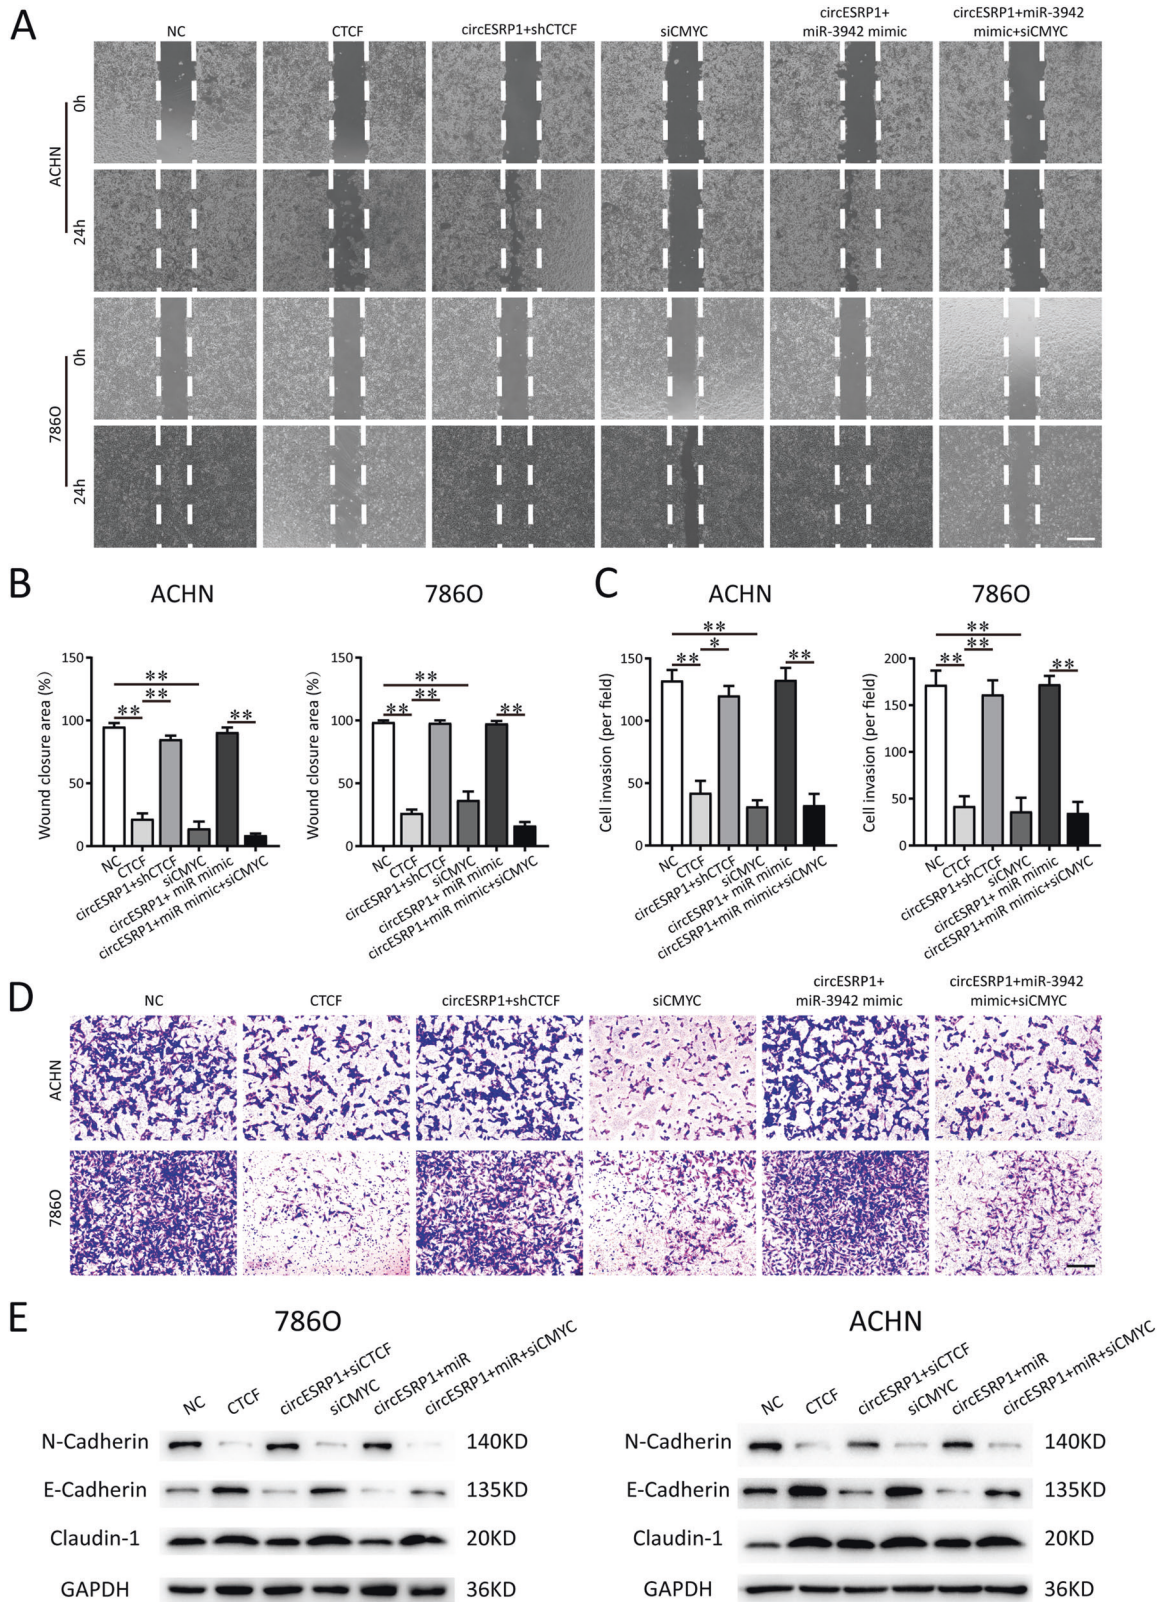 A
NC
CTCF
circESRP1+shCTCF
siCMYC
circESRP1+
miR-3942 mimic
circESRP1+miR-3942
mimic+siCMYC
ACHN
0h
24h
786O
0h
24h
B
ACHN
Wound closure area (%)
150
100
50
0
**
**
**
**
NC
CTCF
circESRP1+shCTCF
siCMYC
circESRP1+ miR mimic
circESRP1+miR mimic+siCMYC
786O
Wound closure area (%)
150
100
50
0
**
**
**
**
NC
CTCF
circESRP1+shCTCF
siCMYC
circESRP1+ miR mimic
circESRP1+miR mimic+siCMYC
C
ACHN
Cell invasion (per field)
150
100
50
0
**
**
*
**
NC
CTCF
circESRP1+shCTCF
siCMYC
circESRP1+ miR mimic
circESRP1+miR mimic+siCMYC
786O
Cell invasion (per field)
200
150
100
50
0
**
**
**
**
NC
CTCF
circESRP1+shCTCF
siCMYC
circESRP1+ miR mimic
circESRP1+miR mimic+siCMYC
D
NC
CTCF
circESRP1+shCTCF
siCMYC
circESRP1+
miR-3942 mimic
circESRP1+miR-3942
mimic+siCMYC
ACHN
786O
E
786O
NC
CTCF
circESRP1+siCTCF
siCMYC
circESRP1+miR
circESRP1+miR+siCMYC
N-Cadherin 140KD
E-Cadherin 135KD
Claudin-1 20KD
GAPDH 36KD
ACHN
NC
CTCF
circESRP1+siCTCF
siCMYC
circESRP1+miR
circESRP1+miR+siCMYC
N-Cadherin 140KD
E-Cadherin 135KD
Claudin-1 20KD
GAPDH 36KD